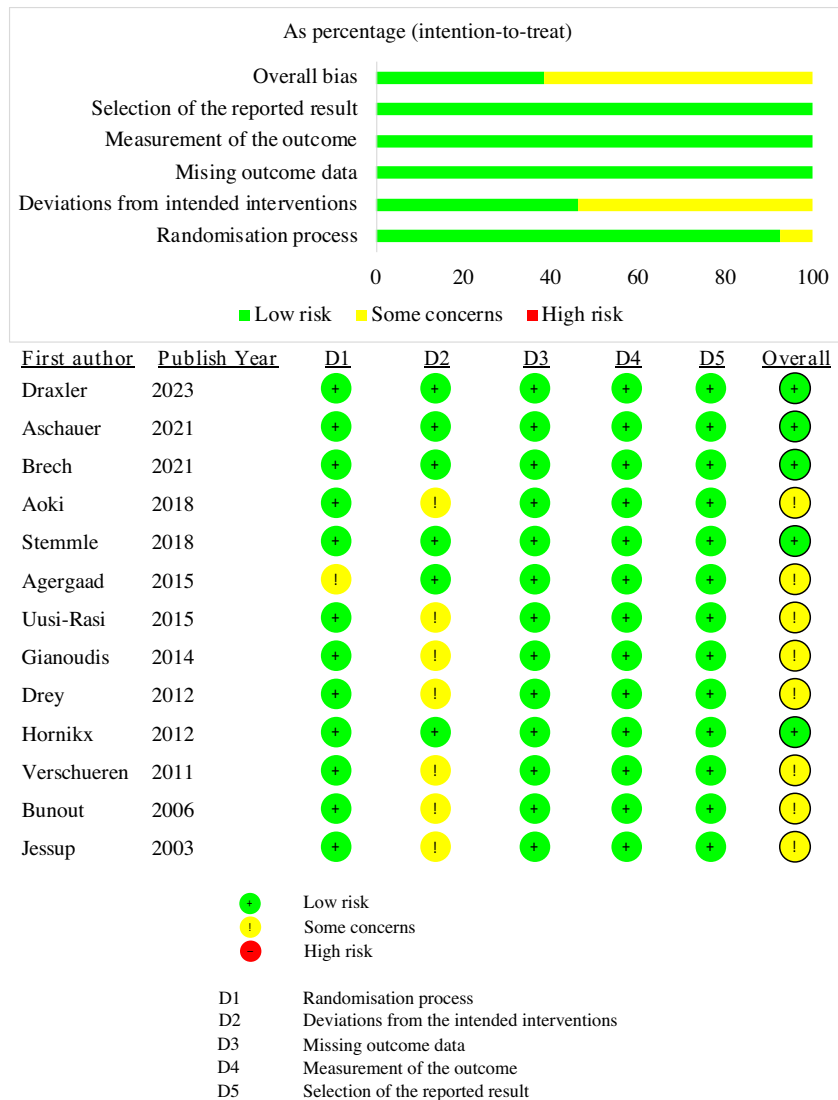 As percentage (intention-to-treat)
Overall bias
Selection of the reported result
Measurement of the outcome
Mising outcome data
Deviations from intended interventions
Randomisation process
0 20 40 60 80 100
Low risk Some concerns High risk
First author Publish Year D1 D2 D3 D4 D5 Overall
Draxler 2023 + + + + + +
Aschauer 2021 + + + + + +
Brech 2021 + + + + + +
Aoki 2018 + ! + + + !
Stemmle 2018 + + + + + +
Agergaad 2015 ! + + + + !
Uusi-Rasi 2015 + ! + + + !
Gianoudis 2014 + ! + + + !
Drey 2012 + ! + + + !
Hornikx 2012 + + + + + +
Verschueren 2011 + ! + + + !
Bunout 2006 + ! + + + !
Jessup 2003 + ! + + + !
+ Low risk
! Some concerns
− High risk
D1 Randomisation process
D2 Deviations from the intended interventions
D3 Missing outcome data
D4 Measurement of the outcome
D5 Selection of the reported result